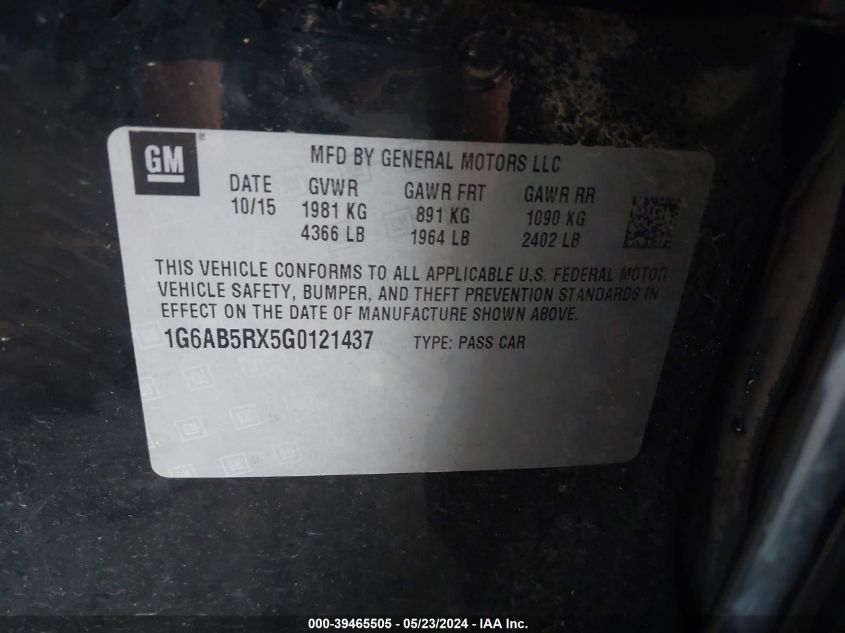 GM
MFD BY GENERAL MOTORS LLC
DATE GVWR GAWR FRT GAWR RR
10/15 1981 KG 891 KG 1090 KG
4366 LB 1964 LB 2402 LB
THIS VEHICLE CONFORMS TO ALL APPLICABLE U.S. FEDERAL MOTOR
VEHICLE SAFETY, BUMPER, AND THEFT PREVENTION STANDARDS IN
EFFECT ON THE DATE OF MANUFACTURE SHOWN ABOVE.
1G6AB5RX5G0121437 TYPE: PASS CAR
000-39465505 - 05/23/2024 - IAA Inc.